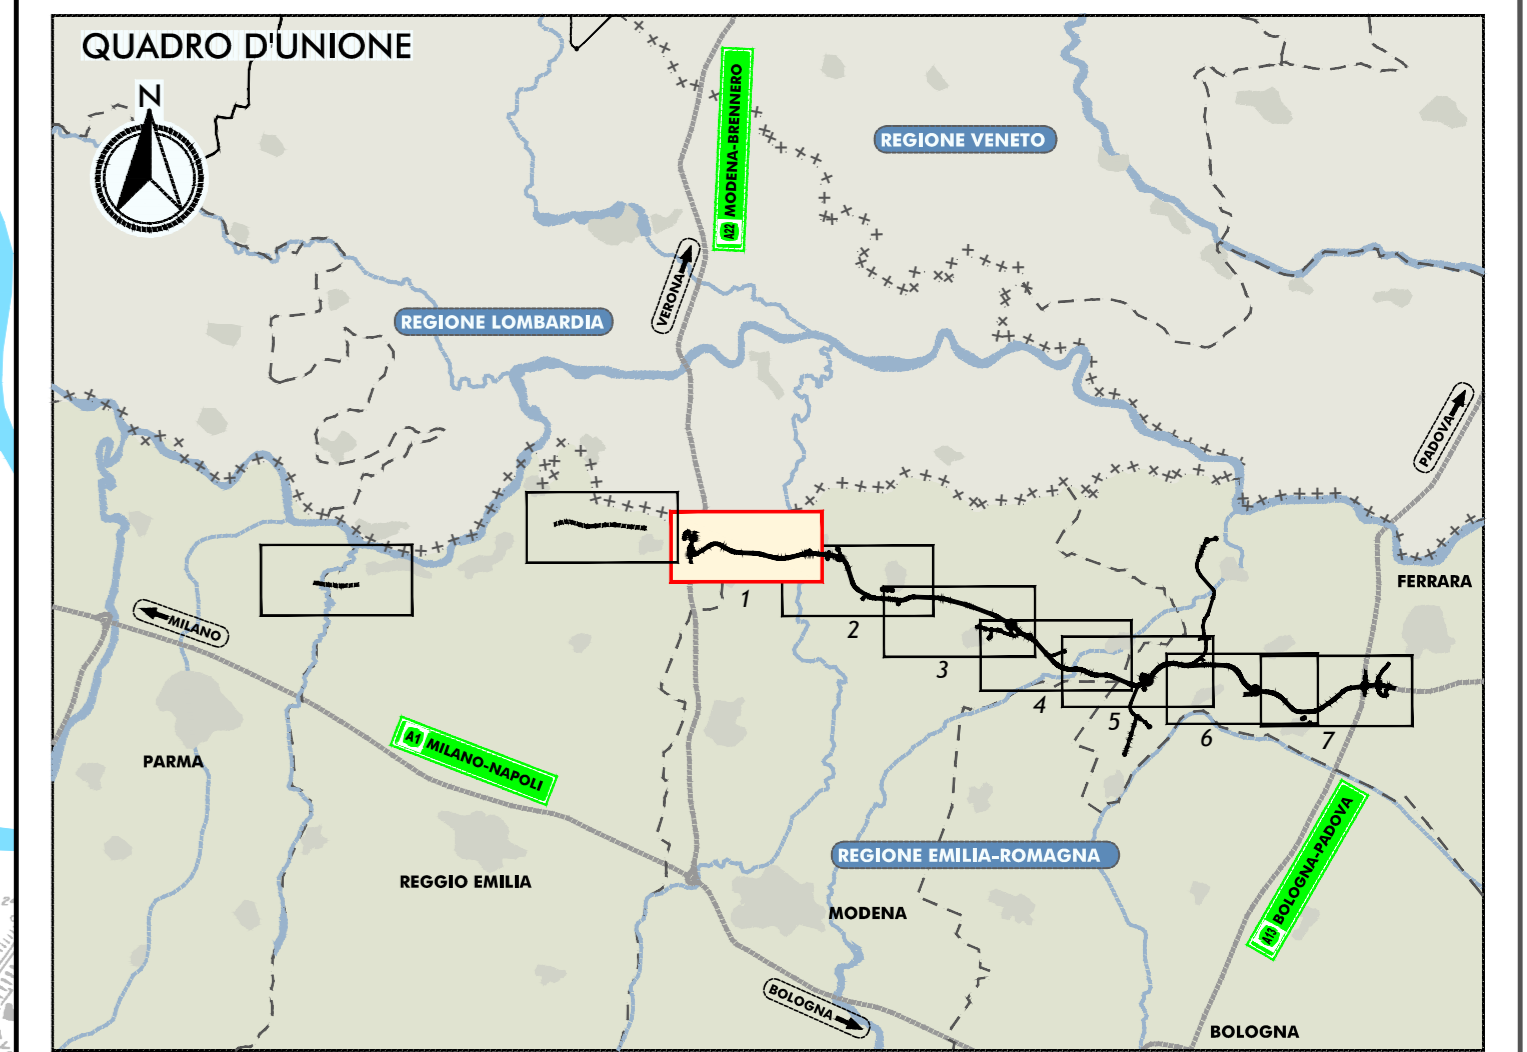 QUADRO D'UNIONE
N
A22 MODENA-BRENNERO
REGIONE VENETO
VERONA
REGIONE LOMBARDIA
PADOVA
FERRARA
MILANO
1
2
3
4
5
6
7
PARMA
A1 MILANO-NAPOLI
REGGIO EMILIA
REGIONE EMILIA-ROMAGNA
A13 BOLOGNA-PADOVA
MODENA
BOLOGNA
BOLOGNA